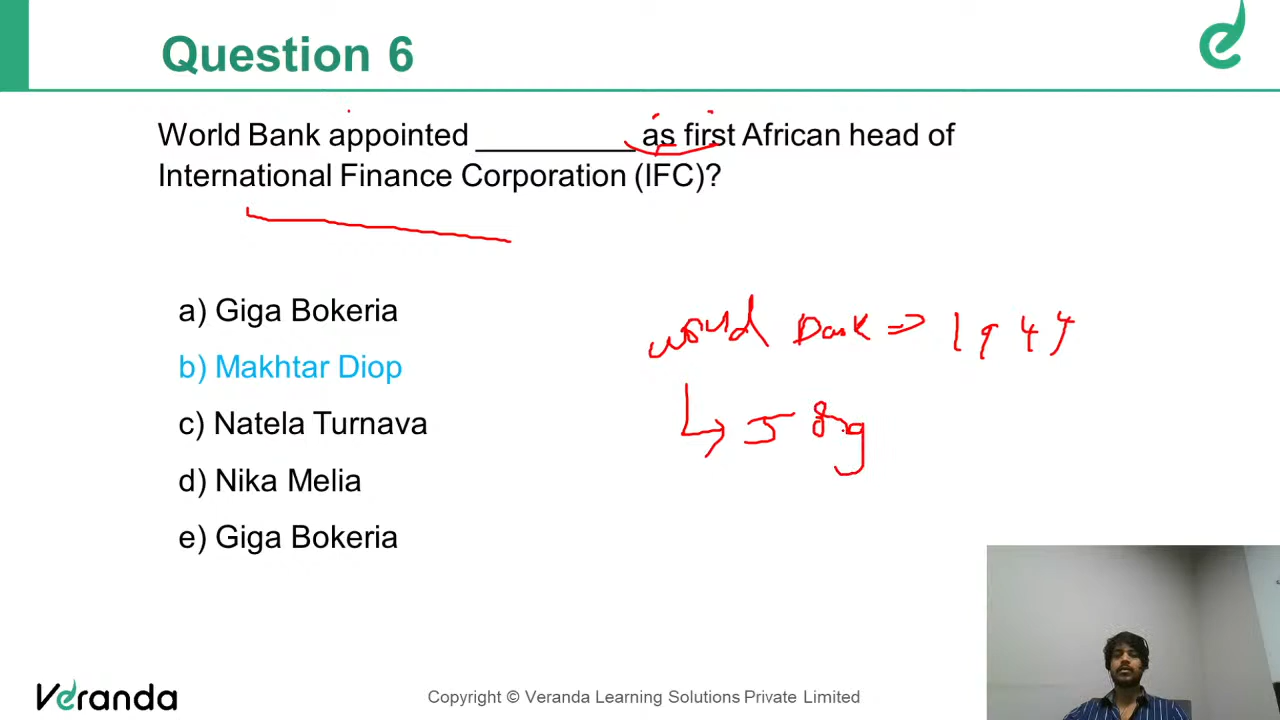 Question 6
World Bank appointed __________ as first African head of
International Finance Corporation (IFC)?
a) Giga Bokeria
b) Makhtar Diop
c) Natela Turnava
d) Nika Melia
e) Giga Bokeria
world Bank ⇒ 1944
↳ 5 org
Veranda
Copyright © Veranda Learning Solutions Private Limited